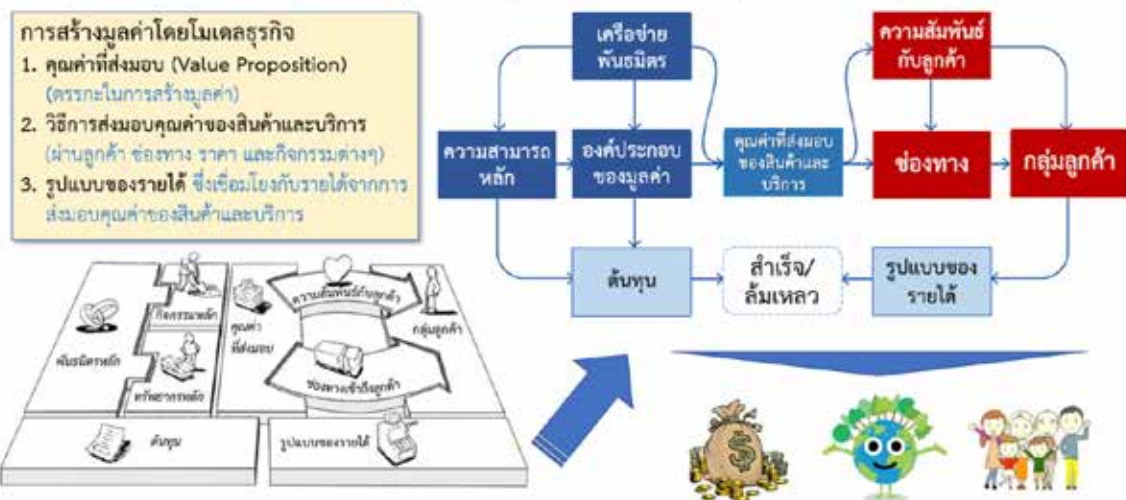 การสร้างมูลค่าโดยโมเดลธุรกิจ
1. คุณค่าที่ส่งมอบ (Value Proposition)
(ตรรกะในการสร้างมูลค่า)
2. วิธีการส่งมอบคุณค่าของสินค้าและบริการ
(ผ่านลูกค้า ช่องทาง ราคา และกิจกรรมต่างๆ)
3. รูปแบบของรายได้ ซึ่งเชื่อมโยงกับรายได้จากการ
ส่งมอบคุณค่าของสินค้าและบริการ
เครือข่าย
พันธมิตร
ความสัมพันธ์
กับลูกค้า
ความสามารถ
หลัก
องค์ประกอบ
ของมูลค่า
คุณค่าที่ส่งมอบ
ของสินค้าและ
บริการ
ช่องทาง
กลุ่มลูกค้า
ต้นทุน
สำเร็จ/
ล้มเหลว
รูปแบบของ
รายได้
พันธมิตรหลัก
กิจกรรมหลัก
ทรัพยากรหลัก
คุณค่า
ที่ส่งมอบ
ความสัมพันธ์กับลูกค้า
ช่องทางเข้าถึงลูกค้า
กลุ่มลูกค้า
ต้นทุน
รูปแบบของรายได้
$